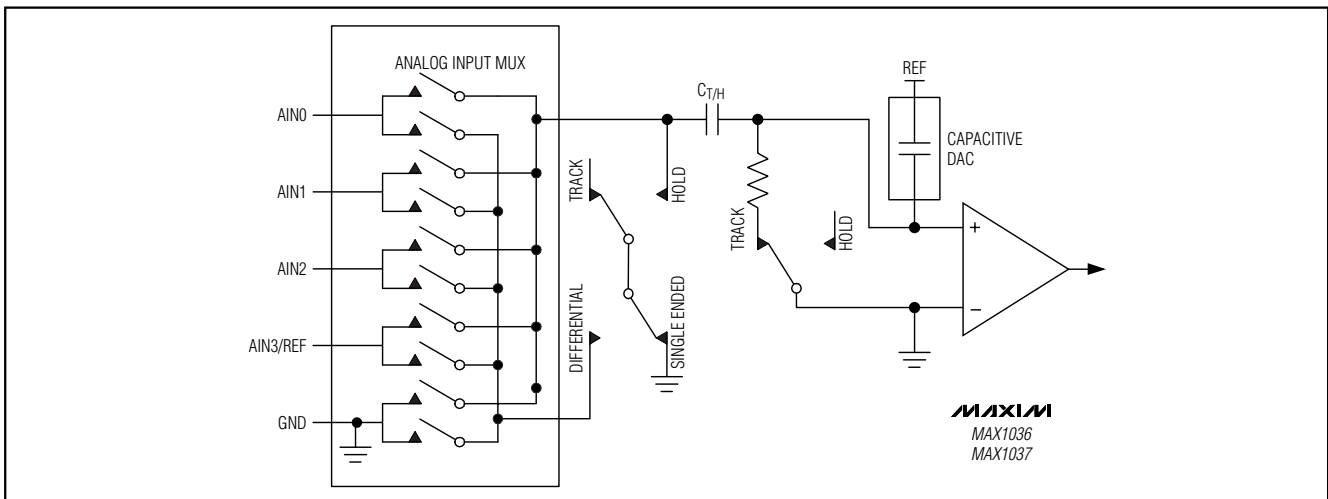 ANALOG INPUT MUX
AIN0
AIN1
AIN2
AIN3/REF
GND
TRACK
HOLD
DIFFERENTIAL
SINGLE ENDED
CT/H
TRACK
HOLD
REF
CAPACITIVE
DAC
+
−
MAXIM
MAX1036
MAX1037